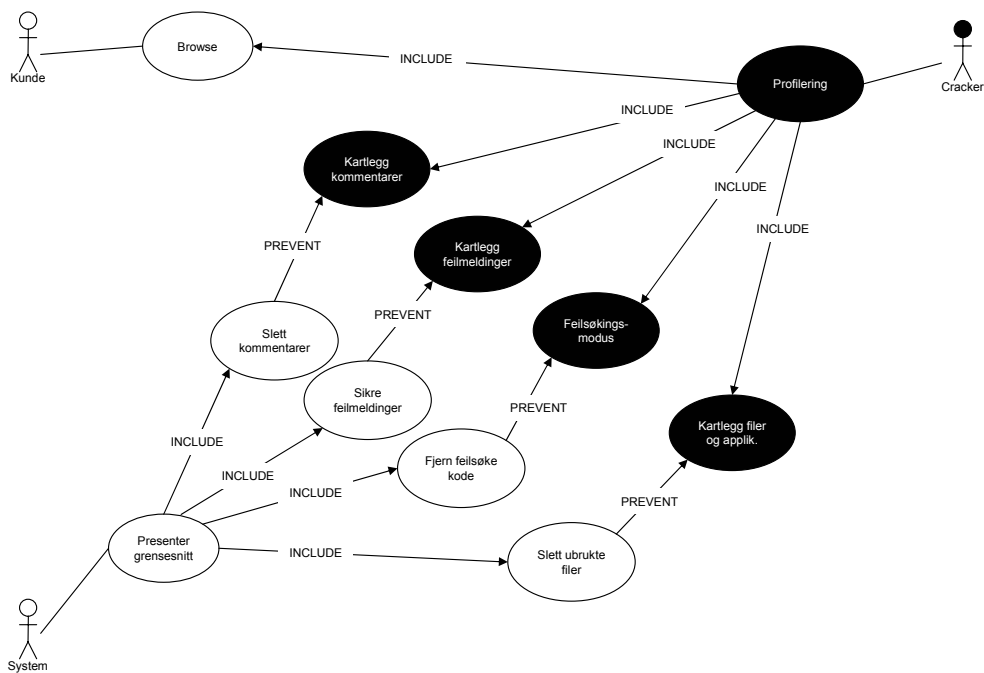 Browse
INCLUDE
Kunde
Profilering
Cracker
INCLUDE
INCLUDE
Kartlegg
kommentarer
INCLUDE
INCLUDE
PREVENT
Kartlegg
feilmeldinger
PREVENT
Feilsøkings-
modus
Slett
kommentarer
Sikre
feilmeldinger
PREVENT
Kartlegg filer
og applik.
INCLUDE
INCLUDE
Fjern feilsøke
kode
INCLUDE
PREVENT
Presenter
grensesnitt
INCLUDE
Slett ubrukte
filer
System